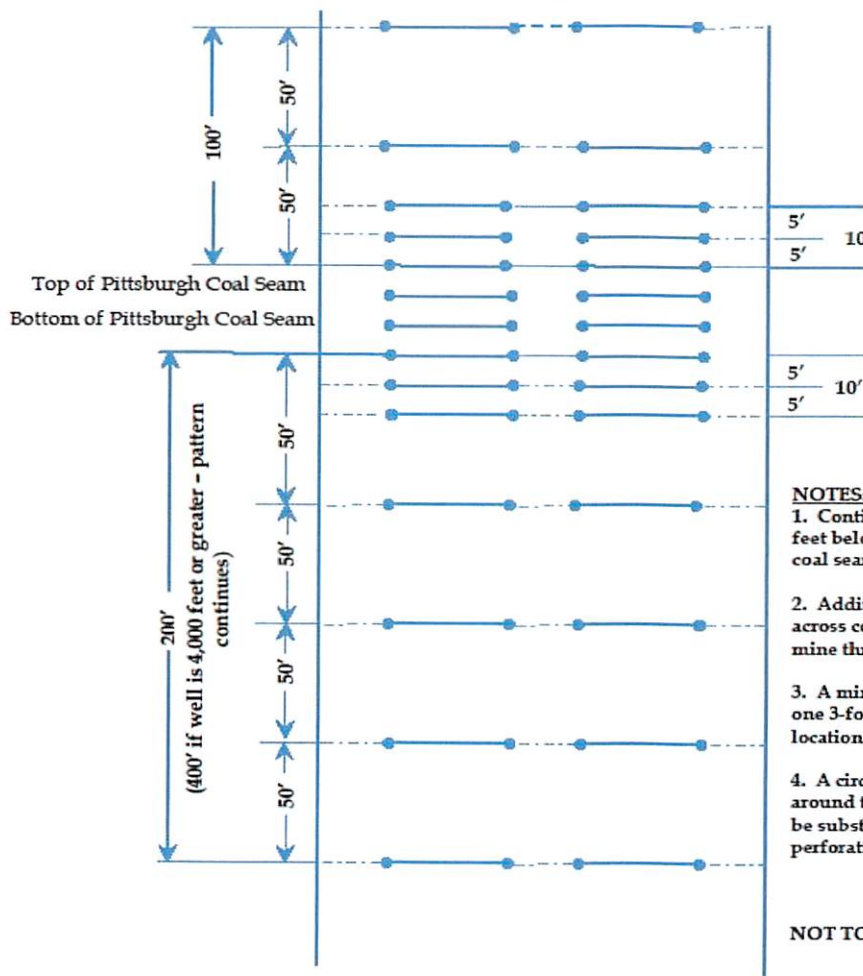 50'
100'
50'
5'
10
5'
Top of Pittsburgh Coal Seam
Bottom of Pittsburgh Coal Seam
5'
10'
5'
50'
200'
(400' if well is 4,000 feet or greater – pattern
continues)
50'
50'
50'
NOTES
1. Conti
feet belo
coal sear
2. Addi
across co
mine thr
3. A mir
one 3-fo
location
4. A circ
around t
be subst
perforat
NOT TO